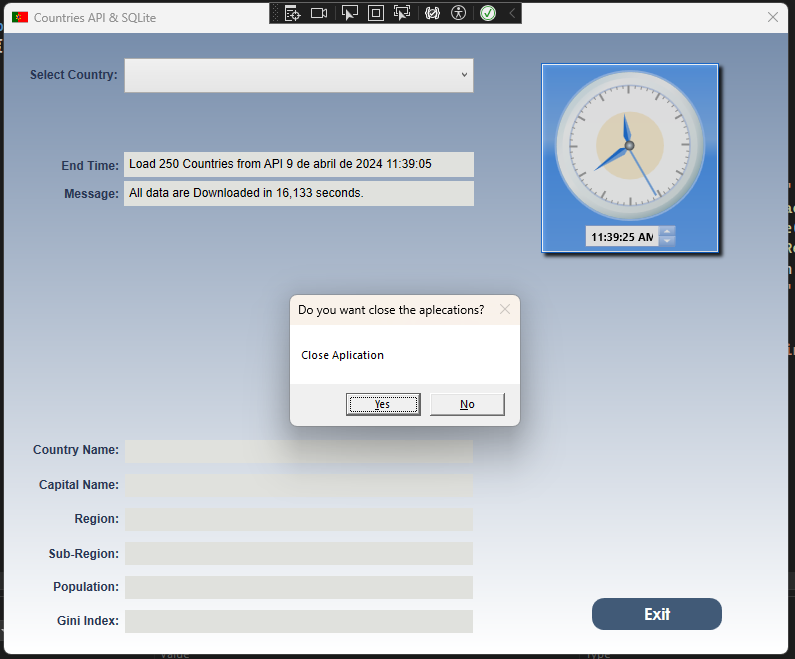 Countries API & SQLite
Select Country:
End Time: Load 250 Countries from API 9 de abril de 2024 11:39:05
Message: All data are Downloaded in 16,133 seconds.
11:39:25 AM
Do you want close the aplecations?
Close Aplication
Yes No
Country Name:
Capital Name:
Region:
Sub-Region:
Population:
Gini Index:
Exit
Value Type